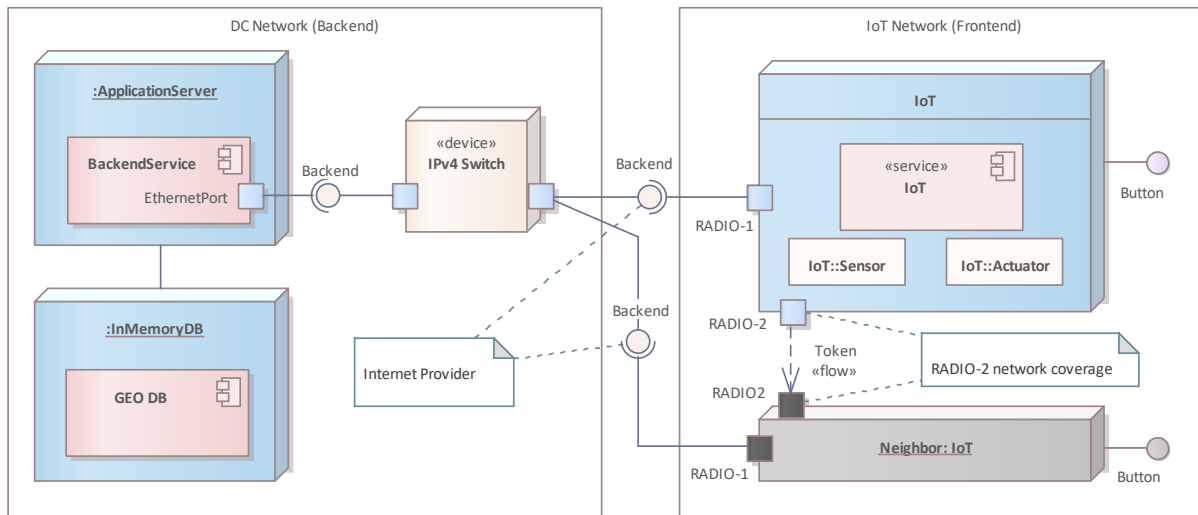 DC Network (Backend)
:ApplicationServer
BackendService
EthernetPort
Backend
«device»
IPv4 Switch
Backend
:InMemoryDB
GEO DB
Internet Provider
Backend
IoT Network (Frontend)
IoT
«service»
IoT
Button
RADIO-1
IoT::Sensor
IoT::Actuator
RADIO-2
Token
«flow»
RADIO-2 network coverage
RADIO2
Neighbor: IoT
RADIO-1
Button